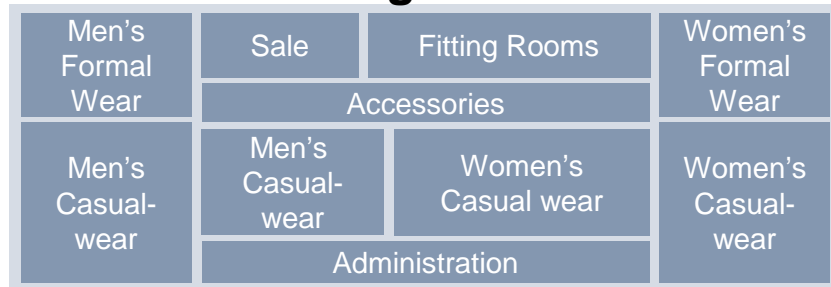 Men's
Formal
Wear
Sale
Fitting Rooms
Women's
Formal
Wear
Accessories
Men's
Casual-
wear
Men's
Casual-
wear
Women's
Casual wear
Women's
Casual-
wear
Administration